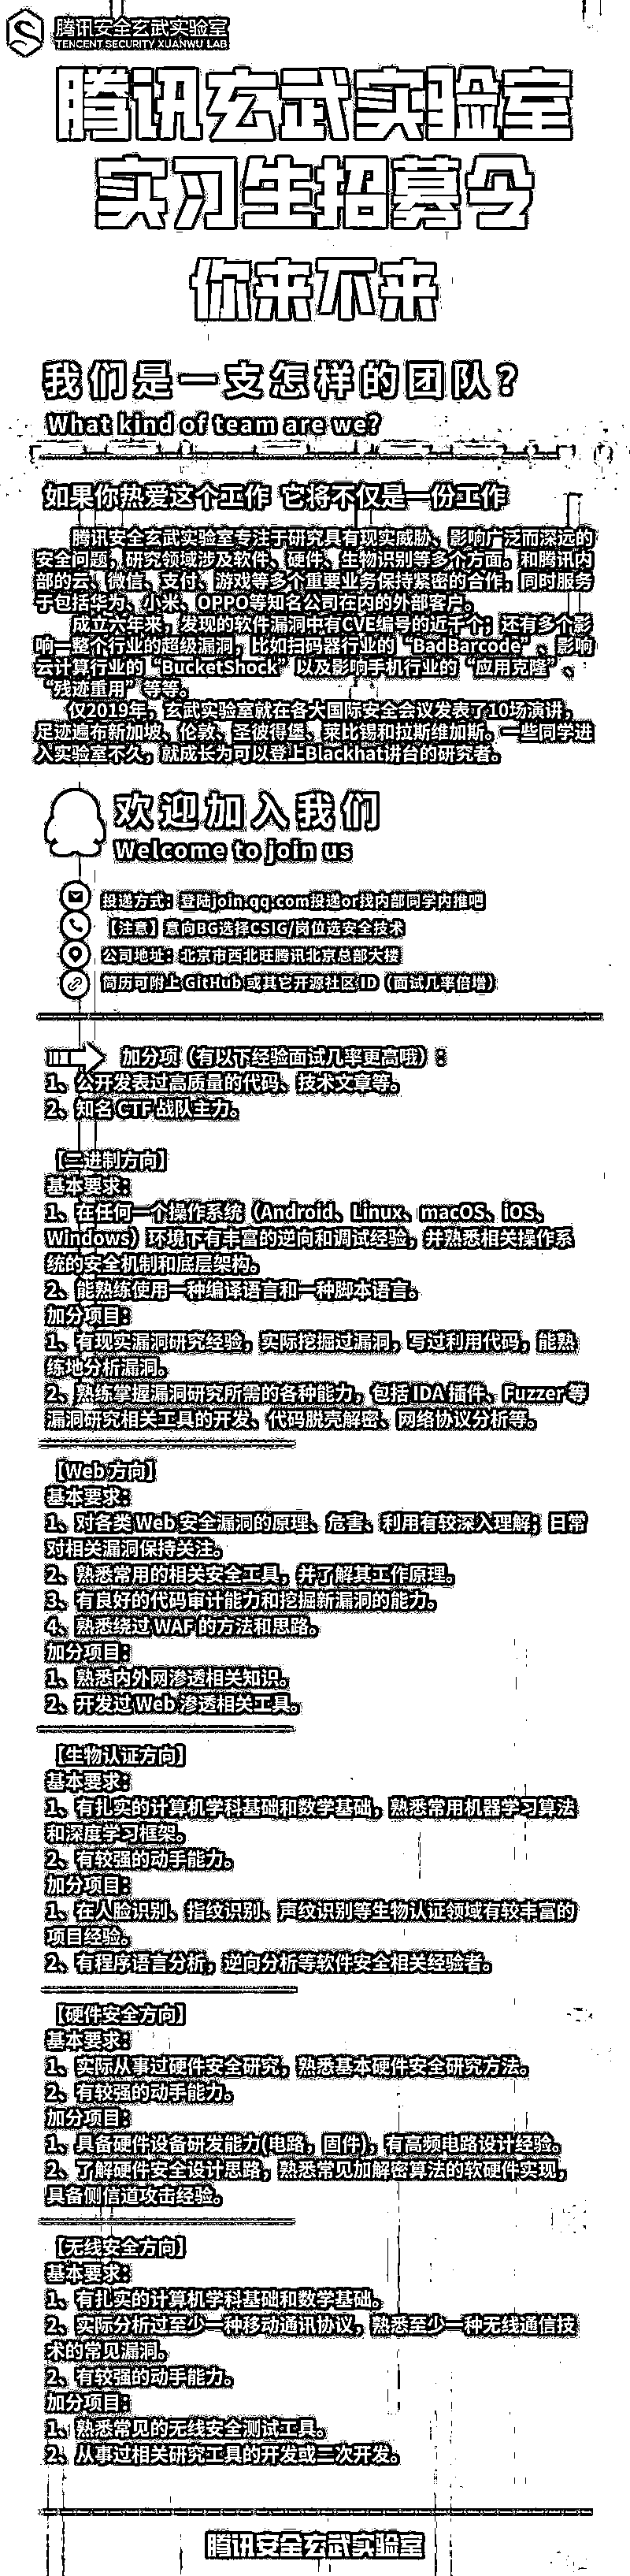 腾讯安全玄武实验室
TENCENT SECURITY XUANWU LAB
腾讯玄武实验室
实习生招募令
你来不来
我们是一支怎样的团队?
What kind of team are we?
如果你热爱这个工作 它将不仅是一份工作
腾讯安全玄武实验室专注于研究具有现实威胁、影响广泛而深远的
安全问题,研究领域涉及软件、硬件、生物识别等多个方面。和腾讯内
部的云、微信、支付、游戏等多个重要业务保持紧密的合作,同时服务
于包括华为、小米、OPPO等知名公司在内的外部客户。
成立六年来,发现的软件漏洞中有CVE编号的近千个;还有多个影
响一整个行业的超级漏洞,比如扫码器行业的“BadBarcode”、影响
云计算行业的“BucketShock”以及影响手机行业的“应用克隆”、
“残迹重用”等等。
仅2019年,玄武实验室就在各大国际安全会议发表了10场演讲,
足迹遍布新加坡、伦敦、圣彼得堡、莱比锡和拉斯维加斯。一些同学进
入实验室不久,就成长为可以登上Blackhat讲台的研究者。
欢迎加入我们
Welcome to join us
投递方式:登陆join.qq.com投递or找内部同学内推吧
【注意】意向BG选择CSIG/岗位选安全技术
公司地址:北京市西北旺腾讯北京总部大楼
简历可附上 GitHub 或其它开源社区 ID(面试几率倍增)
加分项(有以下经验面试几率更高哦):
1、公开发表过高质量的代码、技术文章等。
2、知名 CTF 战队主力。
【二进制方向】
基本要求:
1、在任何一个操作系统(Android、Linux、macOS、iOS、
Windows)环境下有丰富的逆向和调试经验,并熟悉相关操作系
统的安全机制和底层架构。
2、能熟练使用一种编译语言和一种脚本语言。
加分项目:
1、有现实漏洞研究经验,实际挖掘过漏洞,写过利用代码,能熟
练地分析漏洞。
2、熟练掌握漏洞研究所需的各种能力,包括 IDA 插件、Fuzzer 等
漏洞研究相关工具的开发、代码脱壳解密、网络协议分析等。
【Web 方向】
基本要求:
1、对各类 Web 安全漏洞的原理、危害、利用有较深入理解;日常
对相关漏洞保持关注。
2、熟悉常用的相关安全工具,并了解其工作原理。
3、有良好的代码审计能力和挖掘新漏洞的能力。
4、熟悉绕过 WAF 的方法和思路。
加分项目:
1、熟悉内外网渗透相关知识。
2、开发过 Web 渗透相关工具。
【生物认证方向】
基本要求:
1、有扎实的计算机学科基础和数学基础,熟悉常用机器学习算法
和深度学习框架。
2、有较强的动手能力。
加分项目:
1、在人脸识别、指纹识别、声纹识别等生物认证领域有较丰富的
项目经验。
2、有程序语言分析,逆向分析等软件安全相关经验者。
【硬件安全方向】
基本要求:
1、实际从事过硬件安全研究,熟悉基本硬件安全研究方法。
2、有较强的动手能力。
加分项目:
1、具备硬件设备研发能力(电路,固件),有高频电路设计经验。
2、了解硬件安全设计思路,熟悉常见加解密算法的软硬件实现,
具备侧信道攻击经验。
【无线安全方向】
基本要求:
1、有扎实的计算机学科基础和数学基础。
2、实际分析过至少一种移动通讯协议,熟悉至少一种无线通信技
术的常见漏洞。
2、有较强的动手能力。
加分项目:
1、熟悉常见的无线安全测试工具。
2、从事过相关研究工具的开发或二次开发。
腾讯安全玄武实验室